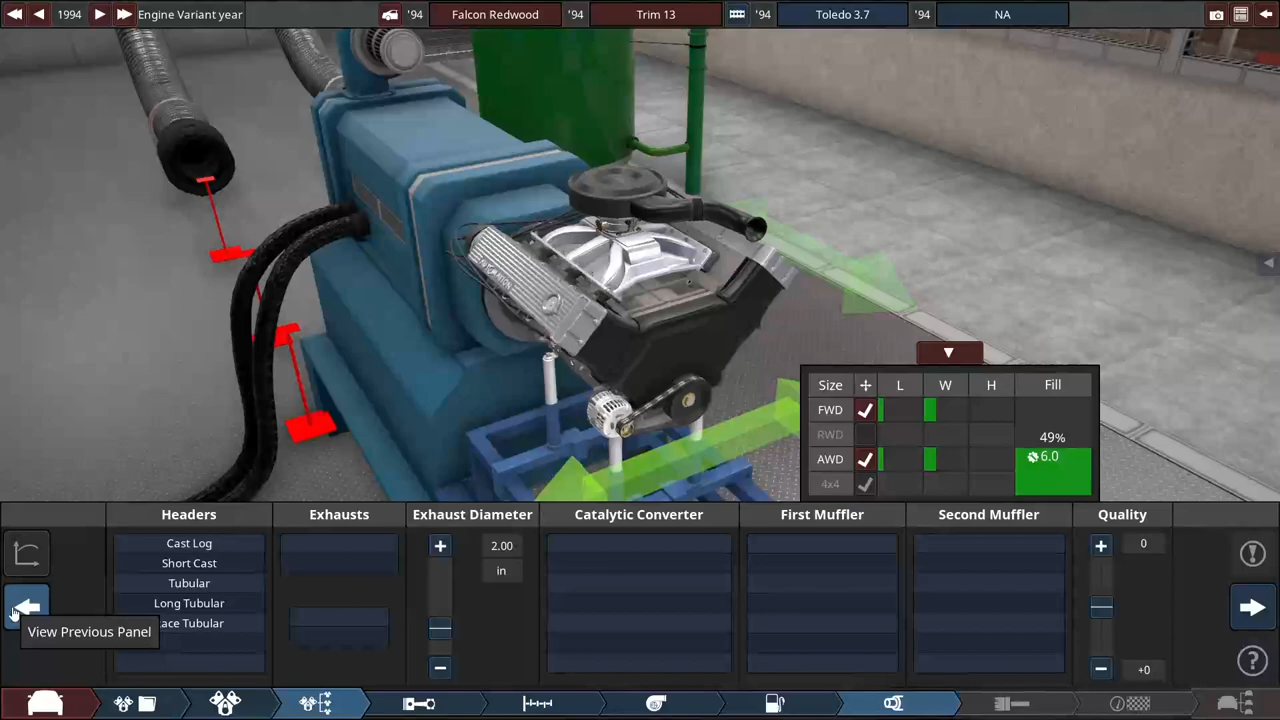 1994 Engine Variant year '94 Falcon Redwood '94 Trim 13 '94 Toledo 3.7 '94 NA
Size L W H Fill
FWD
RWD
49%
AWD 6.0
4x4
Headers Exhausts Exhaust Diameter Catalytic Converter First Muffler Second Muffler Quality
Cast Log 2.00 0
Short Cast in
Tubular
Long Tubular
View Previous Panel
+0